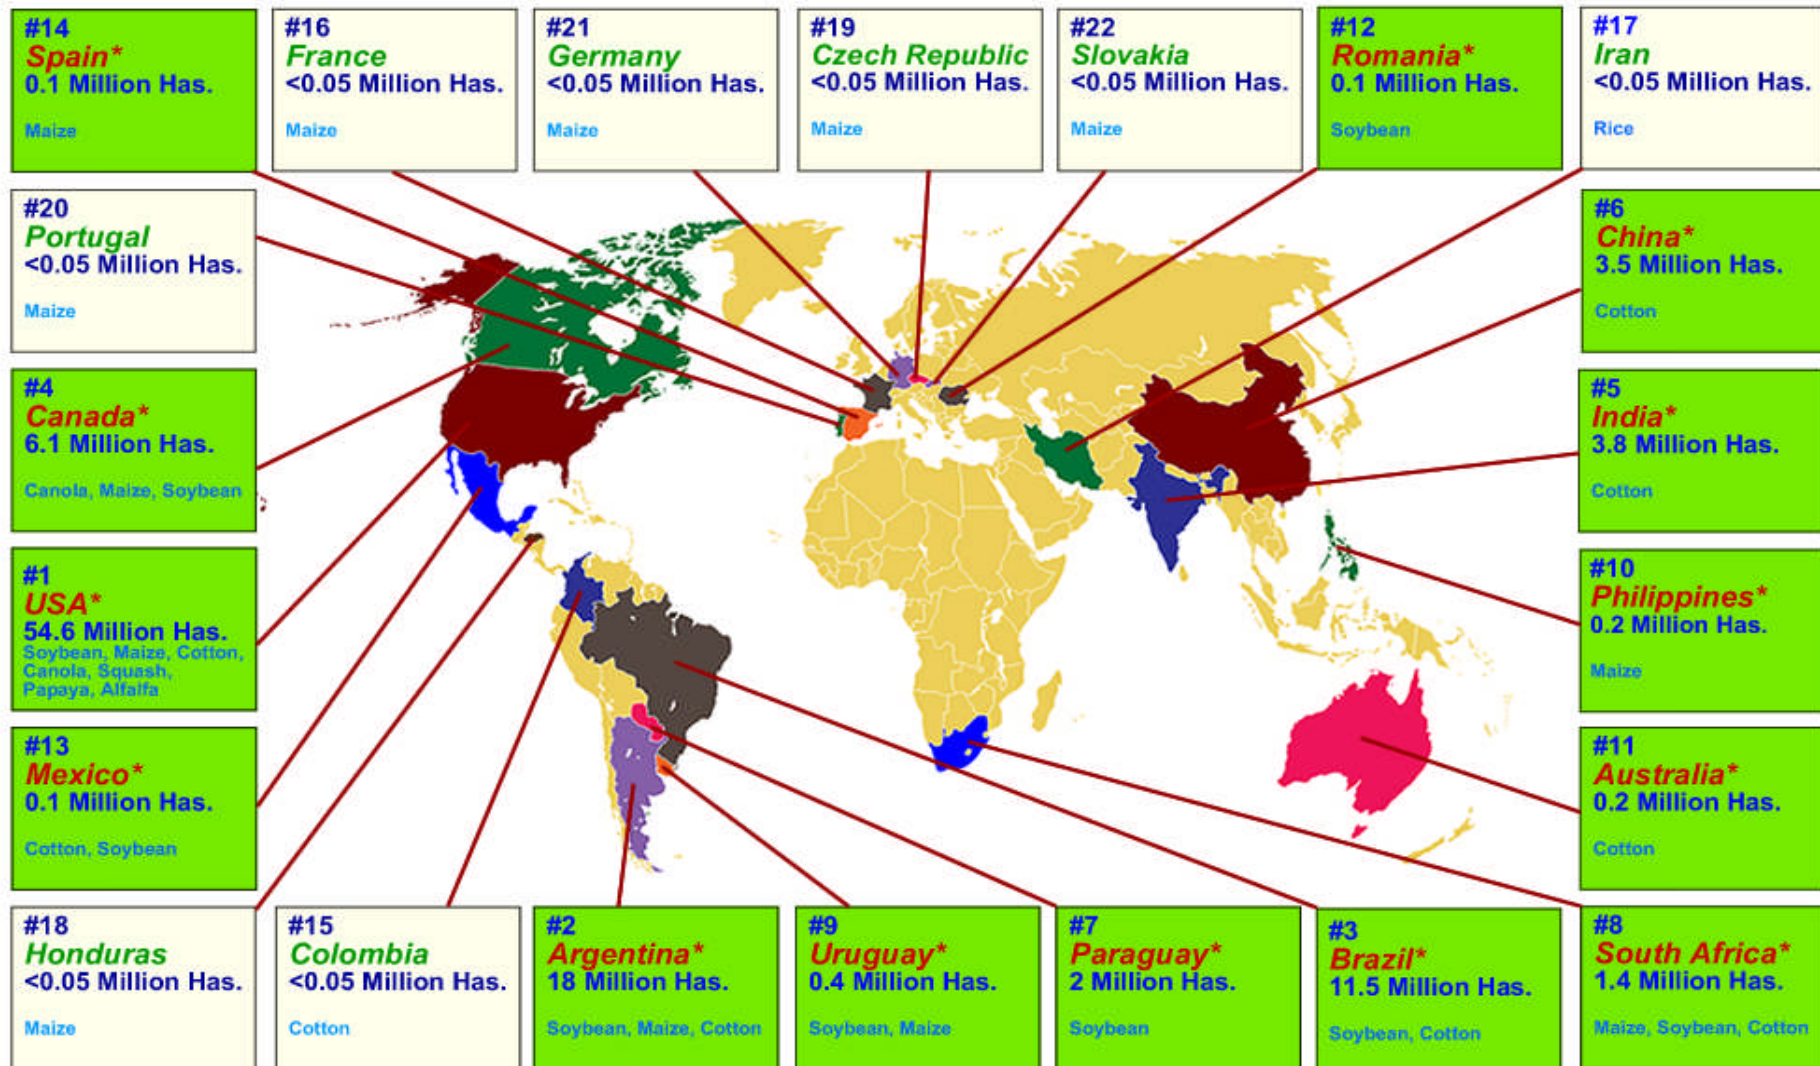 #14
Spain*
0.1 Million Has.
Maize
#16
France
<0.05 Million Has.
Maize
#21
Germany
<0.05 Million Has.
Maize
#19
Czech Republic
<0.05 Million Has.
Maize
#22
Slovakia
<0.05 Million Has.
Maize
#12
Romania*
0.1 Million Has.
Soybean
#17
Iran
<0.05 Million Has.
Rice
#20
Portugal
<0.05 Million Has.
Maize
#6
China*
3.5 Million Has.
Cotton
#4
Canada*
6.1 Million Has.
Canola, Maize, Soybean
#5
India*
3.8 Million Has.
Cotton
#1
USA*
54.6 Million Has.
Soybean, Maize, Cotton,
Canola, Squash,
Papaya, Alfalfa
#10
Philippines*
0.2 Million Has.
Maize
#13
Mexico*
0.1 Million Has.
Cotton, Soybean
#11
Australia*
0.2 Million Has.
Cotton
#18
Honduras
<0.05 Million Has.
Maize
#15
Colombia
<0.05 Million Has.
Cotton
#2
Argentina*
18 Million Has.
Soybean, Maize, Cotton
#9
Uruguay*
0.4 Million Has.
Soybean, Maize
#7
Paraguay*
2 Million Has.
Soybean
#3
Brazil*
11.5 Million Has.
Soybean, Cotton
#8
South Africa*
1.4 Million Has.
Maize, Soybean, Cotton